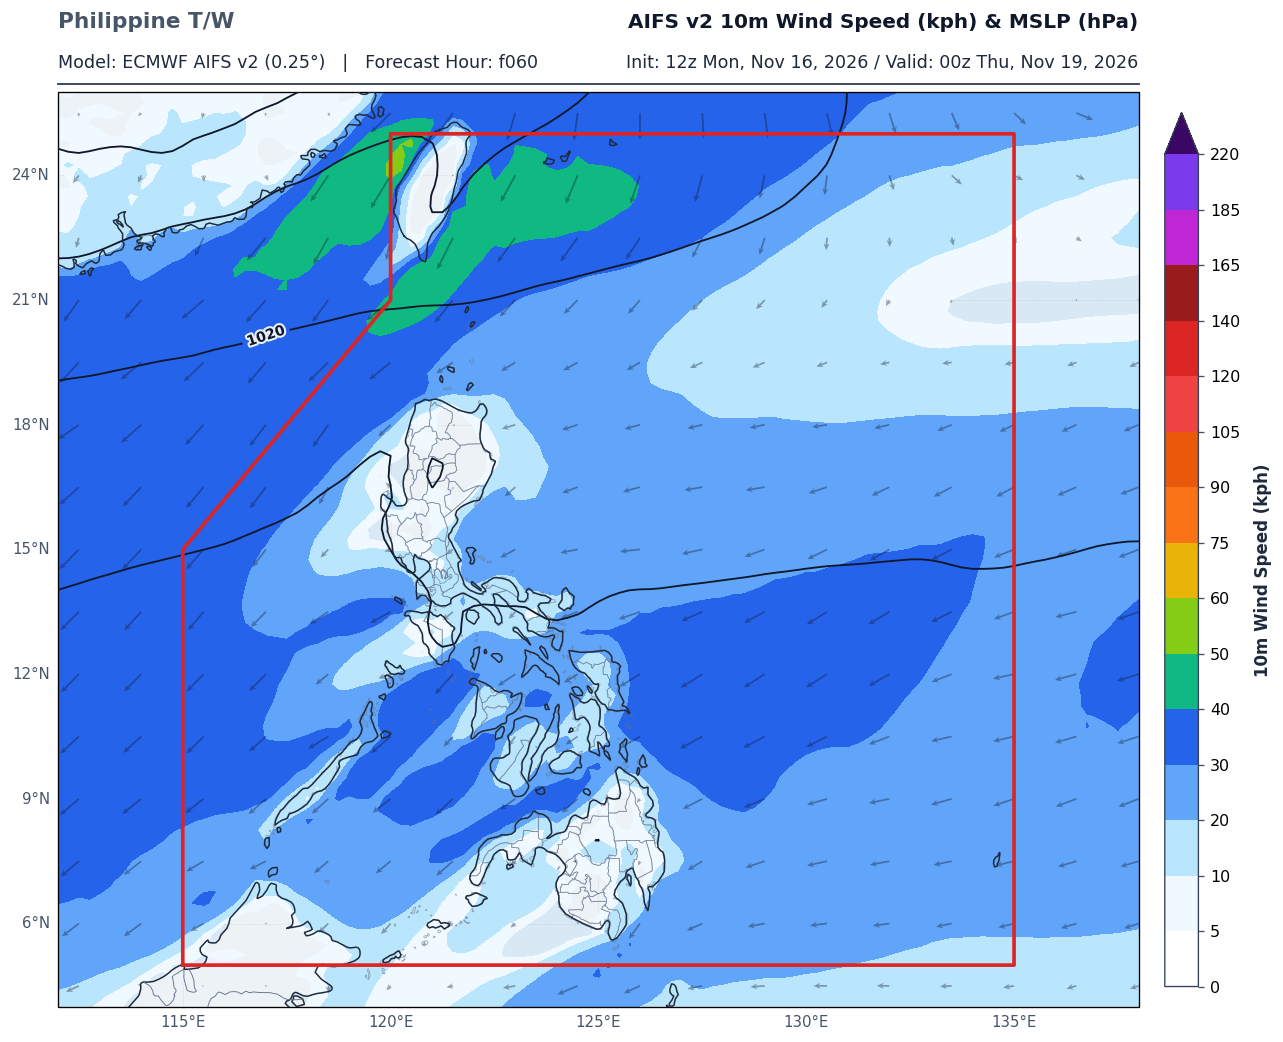 Philippine T/W
AIFS v2 10m Wind Speed (kph) & MSLP (hPa)
Model: ECMWF AIFS v2 (0.25°) | Forecast Hour: f060
Init: 12z Mon, Nov 16, 2026 / Valid: 00z Thu, Nov 19, 2026
24°N
21°N
18°N
15°N
12°N
9°N
6°N
1020
115°E
120°E
125°E
130°E
135°E
220
185
165
140
120
105
90
75
60
50
40
30
20
10
5
0
10m Wind Speed (kph)